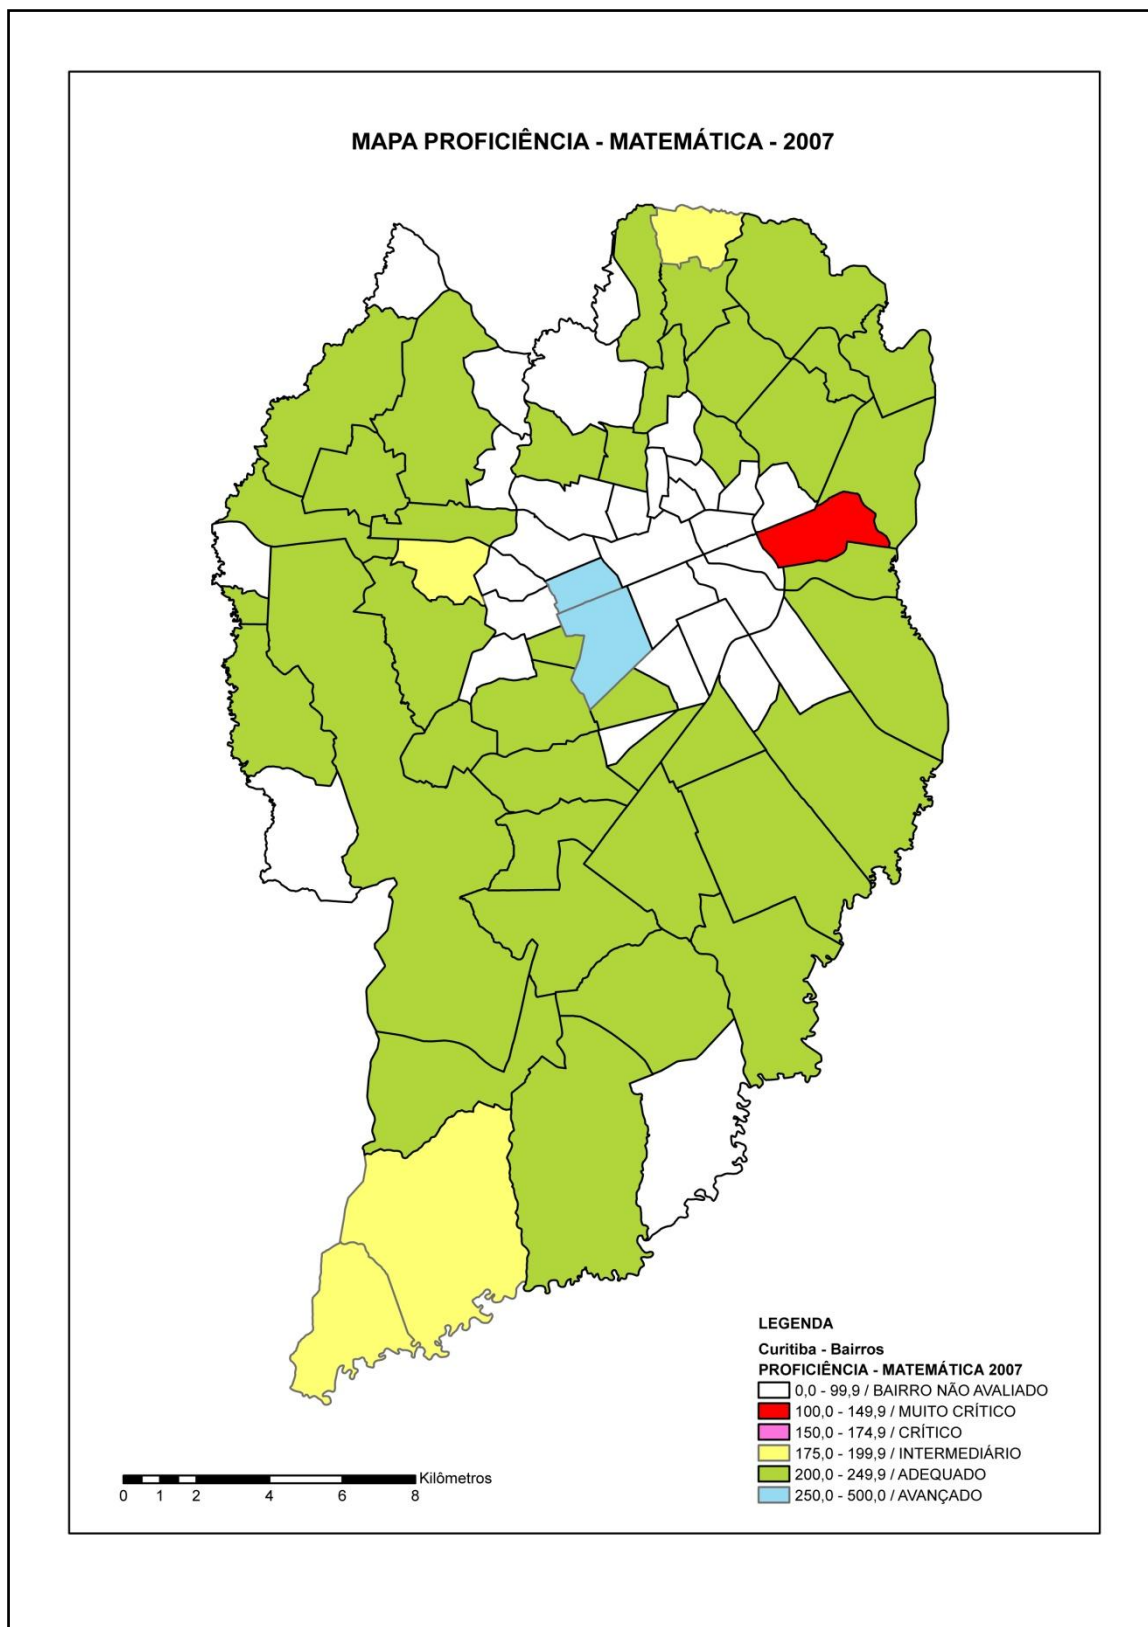 MAPA PROFICIÊNCIA - MATEMÁTICA - 2007
LEGENDA
Curitiba - Bairros
PROFICIÊNCIA - MATEMÁTICA 2007
0,0 - 99,9 / BAIRRO NÃO AVALIADO
100,0 - 149,9 / MUITO CRÍTICO
150,0 - 174,9 / CRÍTICO
175,0 - 199,9 / INTERMEDIÁRIO
200,0 - 249,9 / ADEQUADO
250,0 - 500,0 / AVANÇADO
Kilômetros
0 1 2 4 6 8